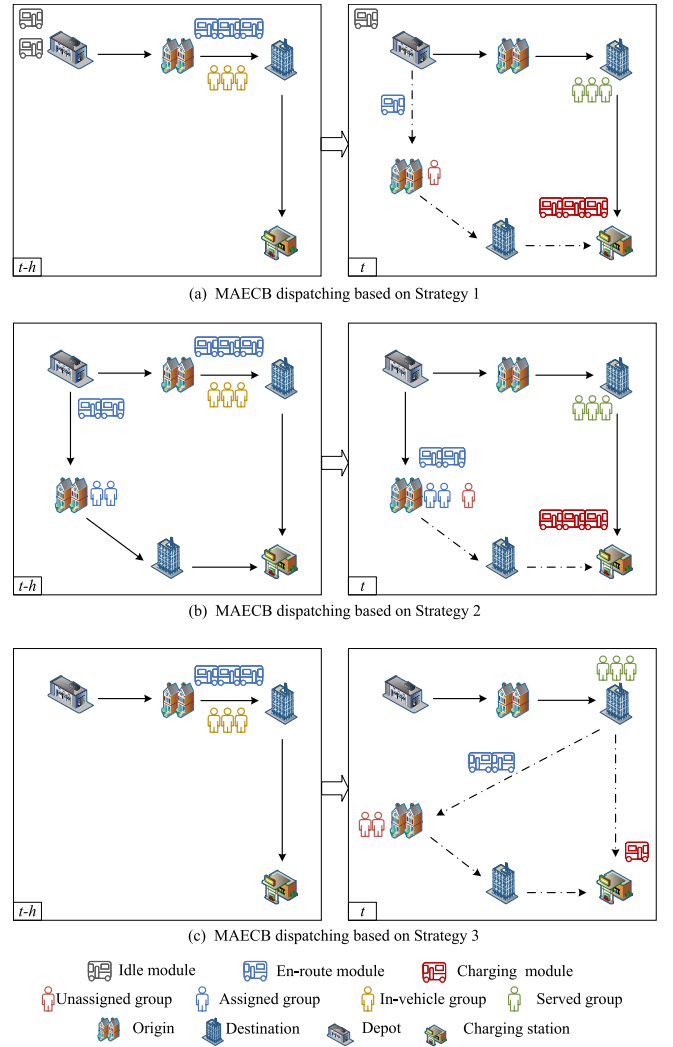 t-h
t
(a) MAECB dispatching based on Strategy 1
t-h
t
(b) MAECB dispatching based on Strategy 2
t-h
t
(c) MAECB dispatching based on Strategy 3
Idle module En-route module Charging module
Unassigned group Assigned group In-vehicle group Served group
Origin Destination Depot Charging station